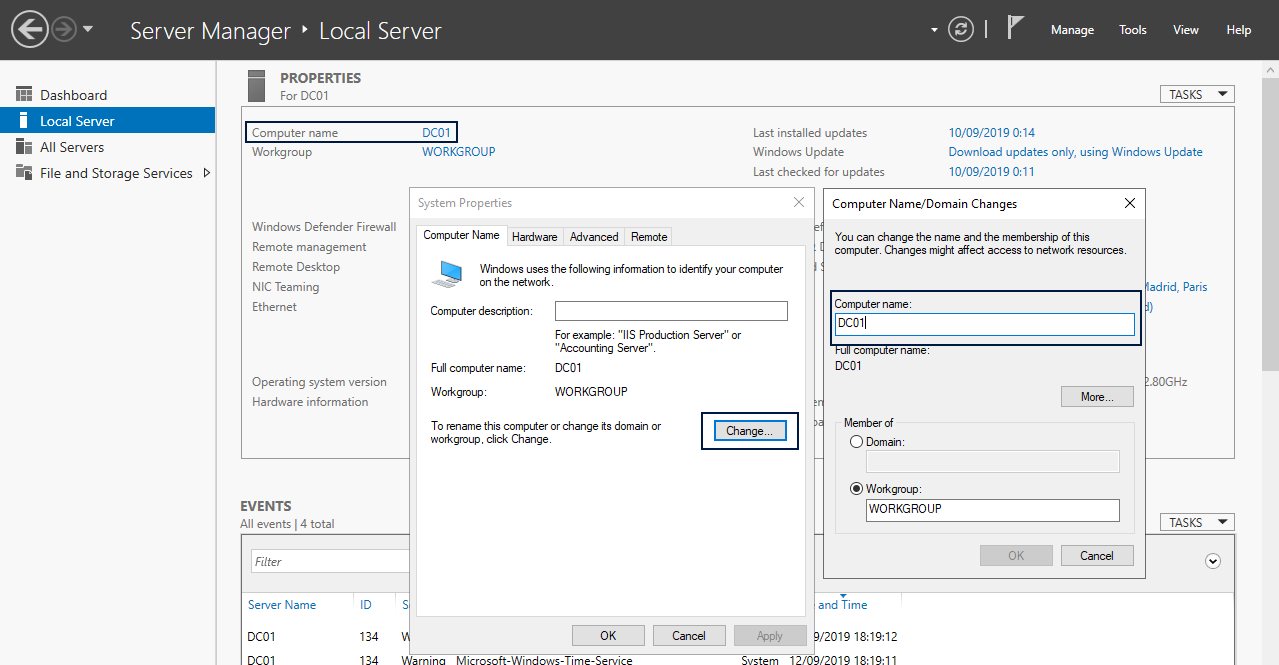 Server Manager ‣ Local Server
Manage Tools View Help
Dashboard
Local Server
All Servers
File and Storage Services
PROPERTIES
For DC01
TASKS
Computer name DC01
Workgroup WORKGROUP
Last installed updates 10/09/2019 0:14
Windows Update Download updates only, using Windows Update
Last checked for updates 10/09/2019 0:11
Windows Defender Firewall
Remote management
Remote Desktop
NIC Teaming
Ethernet
Operating system version
Hardware information
Madrid, Paris
2.80GHz
System Properties
Computer Name Hardware Advanced Remote
Windows uses the following information to identify your computer
on the network.
Computer description:
For example: "IIS Production Server" or
"Accounting Server".
Full computer name: DC01
Workgroup: WORKGROUP
To rename this computer or change its domain or
workgroup, click Change.
Change...
OK Cancel Apply
Computer Name/Domain Changes
You can change the name and the membership of this
computer. Changes might affect access to network resources.
Computer name:
DC01
Full computer name:
DC01
More...
Member of
Domain:
Workgroup:
WORKGROUP
OK Cancel
EVENTS
All events | 4 total
TASKS
Filter
Server Name ID and Time
DC01 134 9/2019 18:19:12
DC01 134 Warning Microsoft-Windows-Time-Service System 12/09/2019 18:19:11